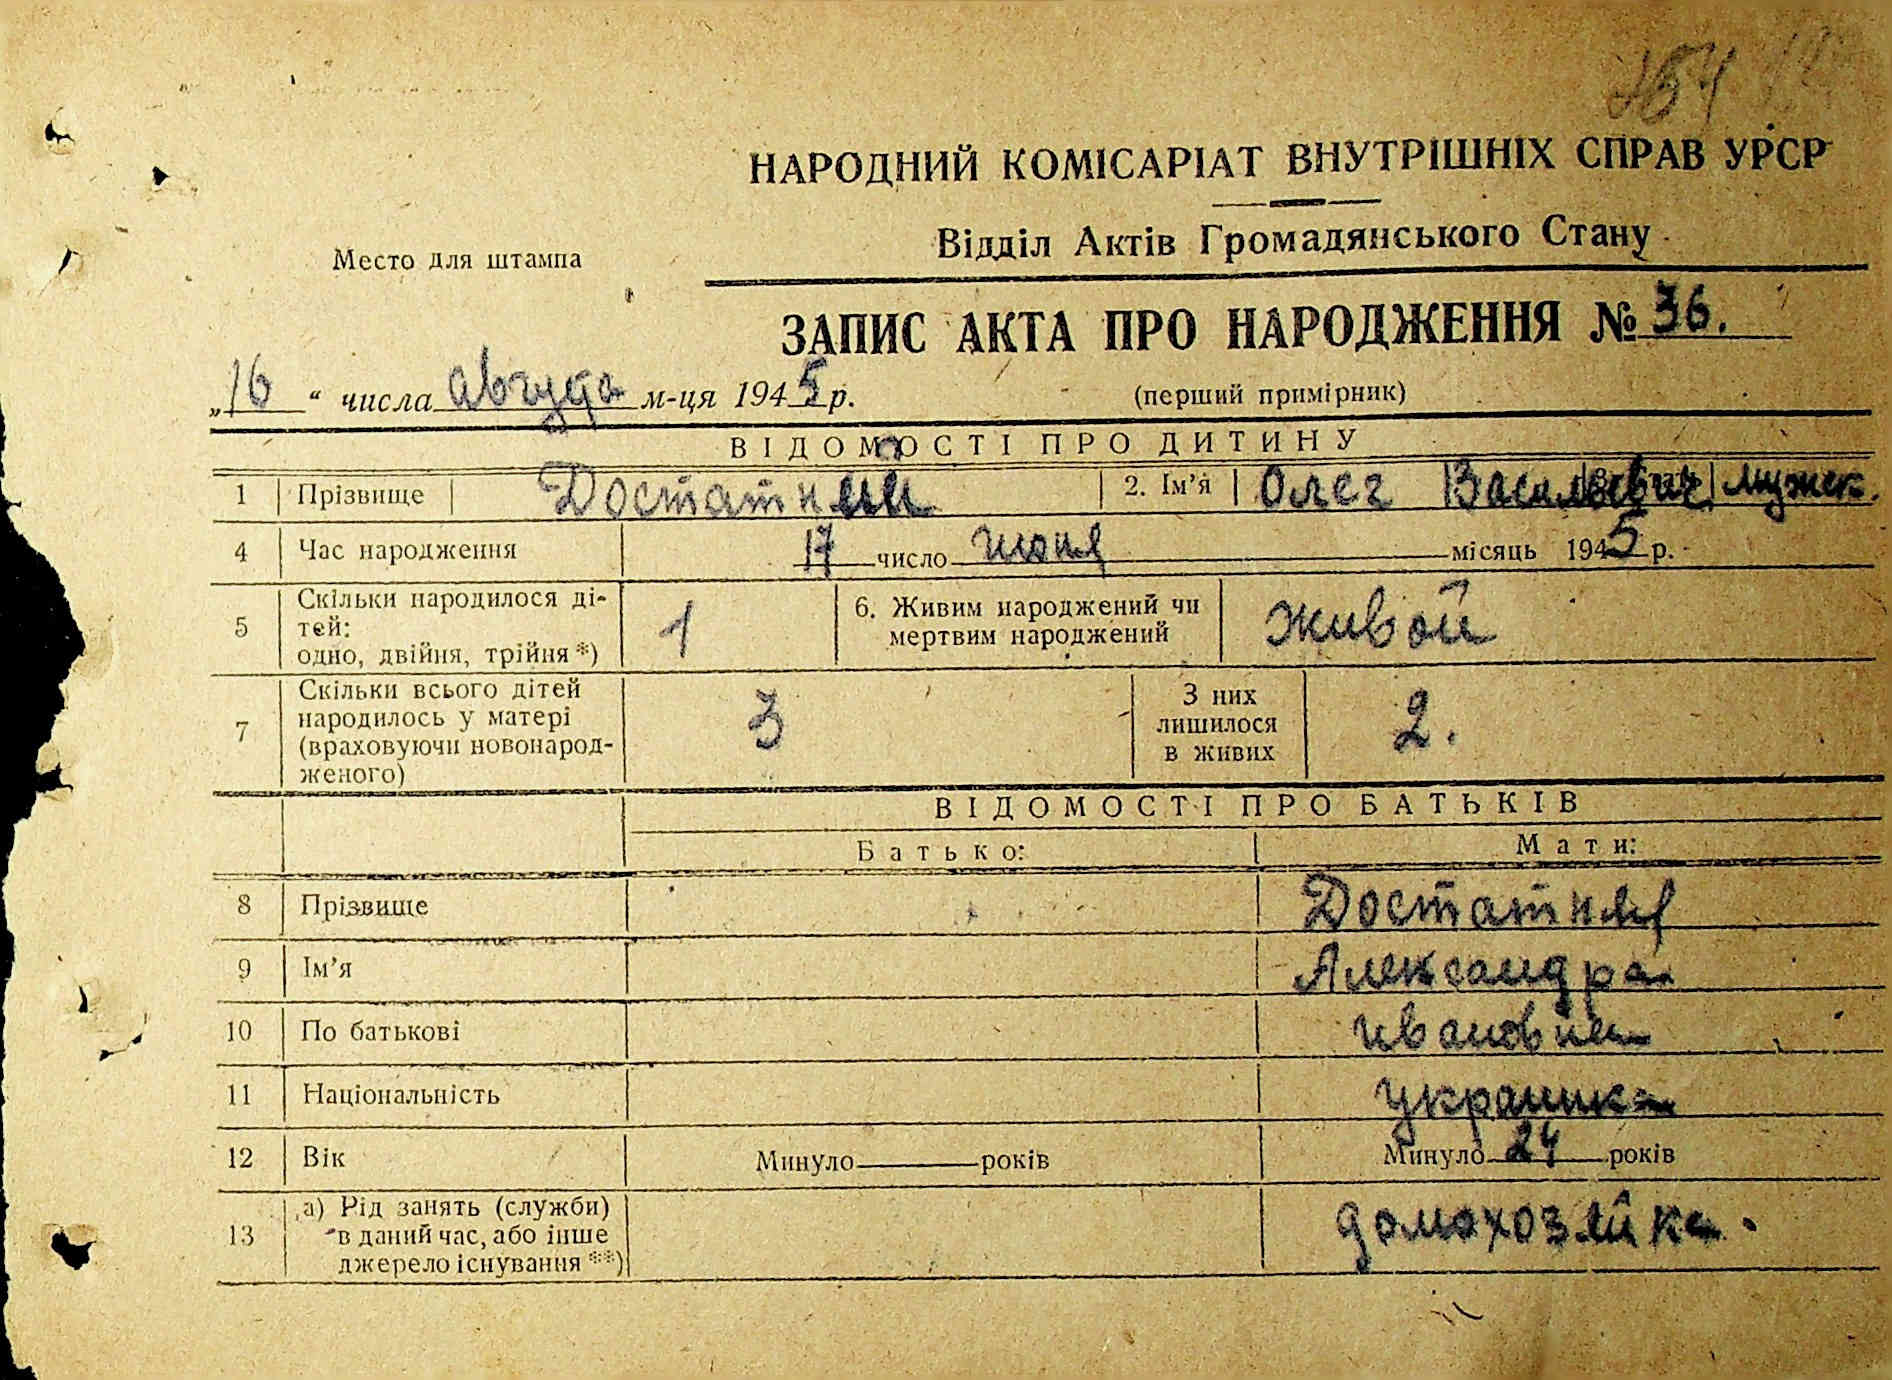 НАРОДНИЙ КОМІСАРІАТ ВНУТРІШНІХ СПРАВ УРСР
Відділ Актів Громадянського Стану
Место для штампа
ЗАПИС АКТА ПРО НАРОДЖЕННЯ № 36.
„16“ числа августа м-ця 1945 р.
(перший примірник)
ВІДОМОСТІ ПРО ДИТИНУ
1 Прізвище Достатний 2. Ім’я Олег Васильевич мужск.
4 Час народження 17 число июня місяць 1945 р.
5 Скільки народилося ді-
тей:
одно, двійня, трійня*) 1
6. Живим народжений чи
мертвим народжений живой
7 Скільки всього дітей
народилось у матері
(враховуючи новонарод-
женого) 3
З них
лишилося
в живих 2.
ВІДОМОСТІ ПРО БАТЬКІВ
Батько: Мати:
8 Прізвище Достатняя
9 Ім’я Александра
10 По батькові Ивановна
11 Національність украинка
12 Вік Минуло років Минуло 24 років
13 а) Рід занять (служби)
в даний час, або інше
джерело існування **) домохозяйка.